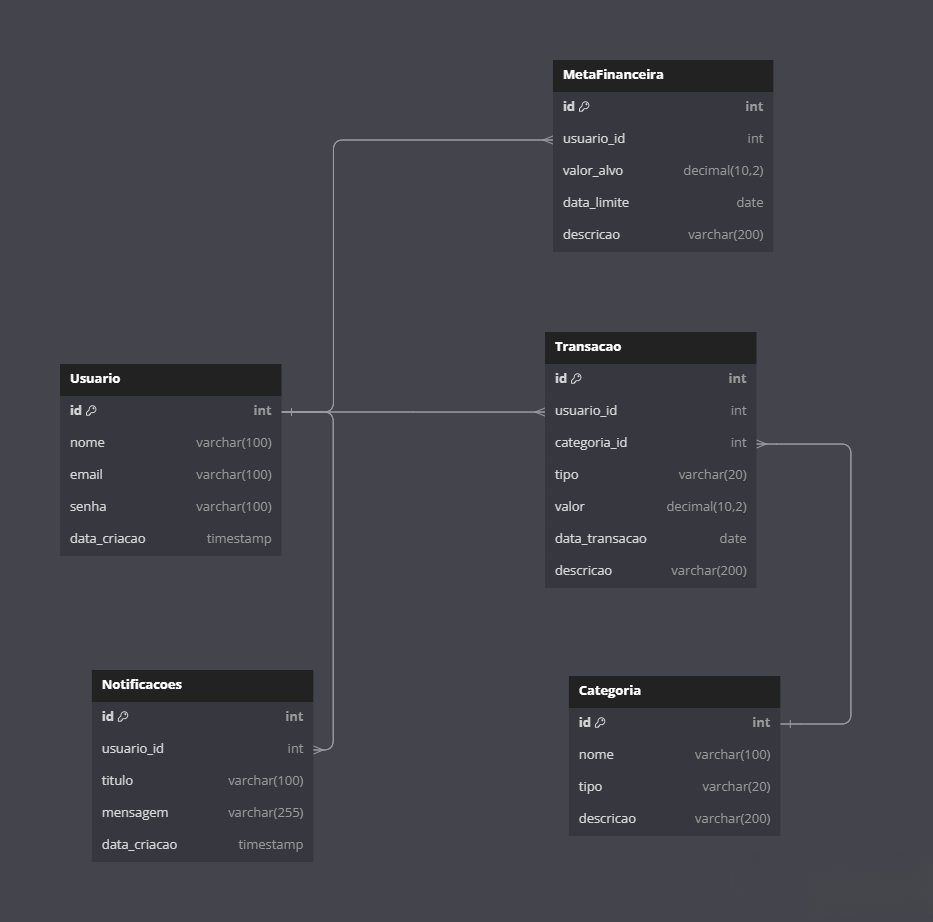 MetaFinanceira
id int
usuario_id int
valor_alvo decimal(10,2)
data_limite date
descricao varchar(200)
Transacao
id int
usuario_id int
categoria_id int
tipo varchar(20)
valor decimal(10,2)
data_transacao date
descricao varchar(200)
Usuario
id int
nome varchar(100)
email varchar(100)
senha varchar(100)
data_criacao timestamp
Notificacoes
id int
usuario_id int
titulo varchar(100)
mensagem varchar(255)
data_criacao timestamp
Categoria
id int
nome varchar(100)
tipo varchar(20)
descricao varchar(200)